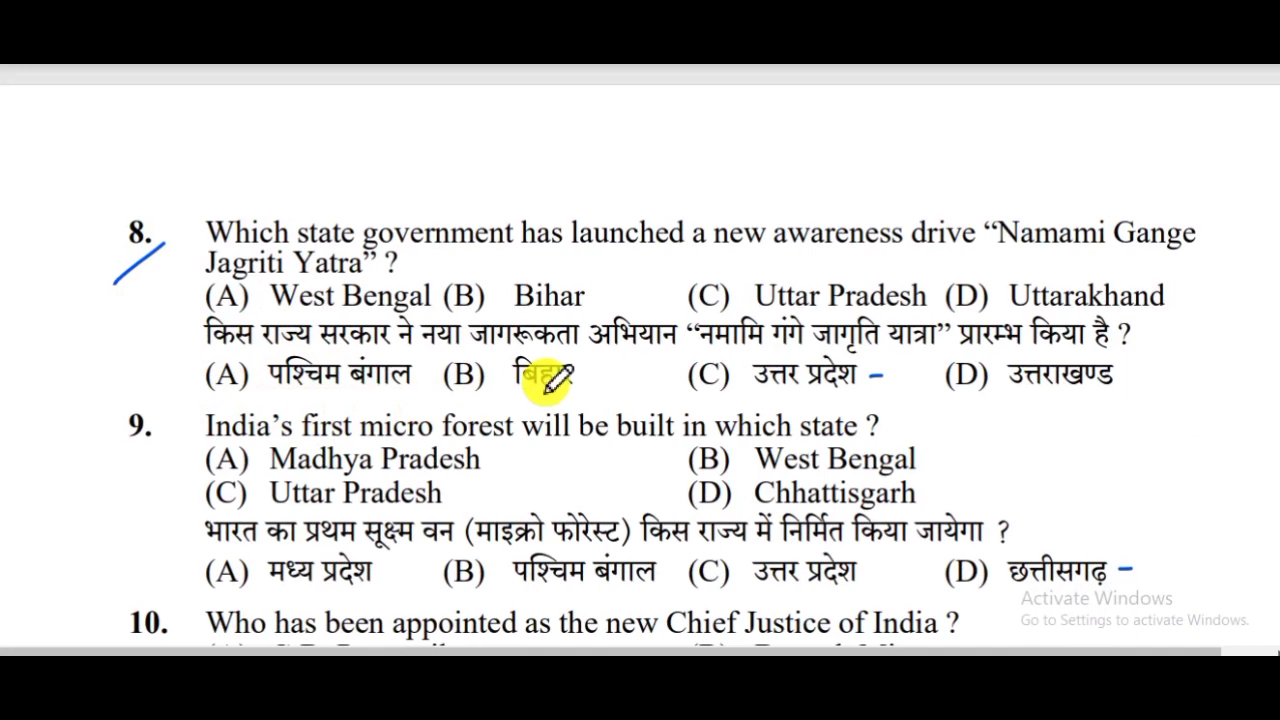 8. Which state government has launched a new awareness drive “Namami Gange
Jagriti Yatra” ?
(A) West Bengal (B) Bihar (C) Uttar Pradesh (D) Uttarakhand
किस राज्य सरकार ने नया जागरूकता अभियान “नमामि गंगे जागृति यात्रा” प्रारम्भ किया है ?
(A) पश्चिम बंगाल (B) बिहार (C) उत्तर प्रदेश (D) उत्तराखण्ड
9. India’s first micro forest will be built in which state ?
(A) Madhya Pradesh (B) West Bengal
(C) Uttar Pradesh (D) Chhattisgarh
भारत का प्रथम सूक्ष्म वन (माइक्रो फोरेस्ट) किस राज्य में निर्मित किया जायेगा ?
(A) मध्य प्रदेश (B) पश्चिम बंगाल (C) उत्तर प्रदेश (D) छत्तीसगढ़
Activate Windows
Go to Settings to activate Windows.
10. Who has been appointed as the new Chief Justice of India ?